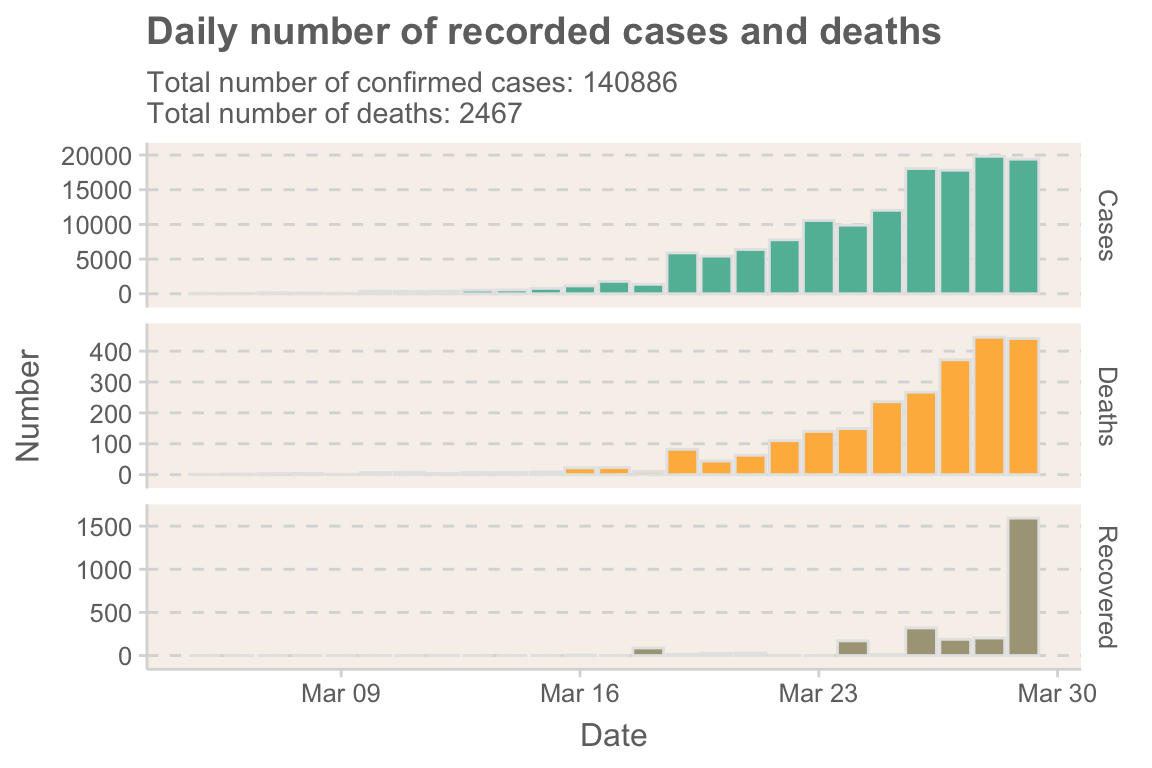 Daily number of recorded cases and deaths
Total number of confirmed cases: 140886
Total number of deaths: 2467
20000
15000
10000
5000
0
Cases
400
300
200
100
0
Deaths
1500
1000
500
0
Recovered
Number
Mar 09 Mar 16 Mar 23 Mar 30
Date